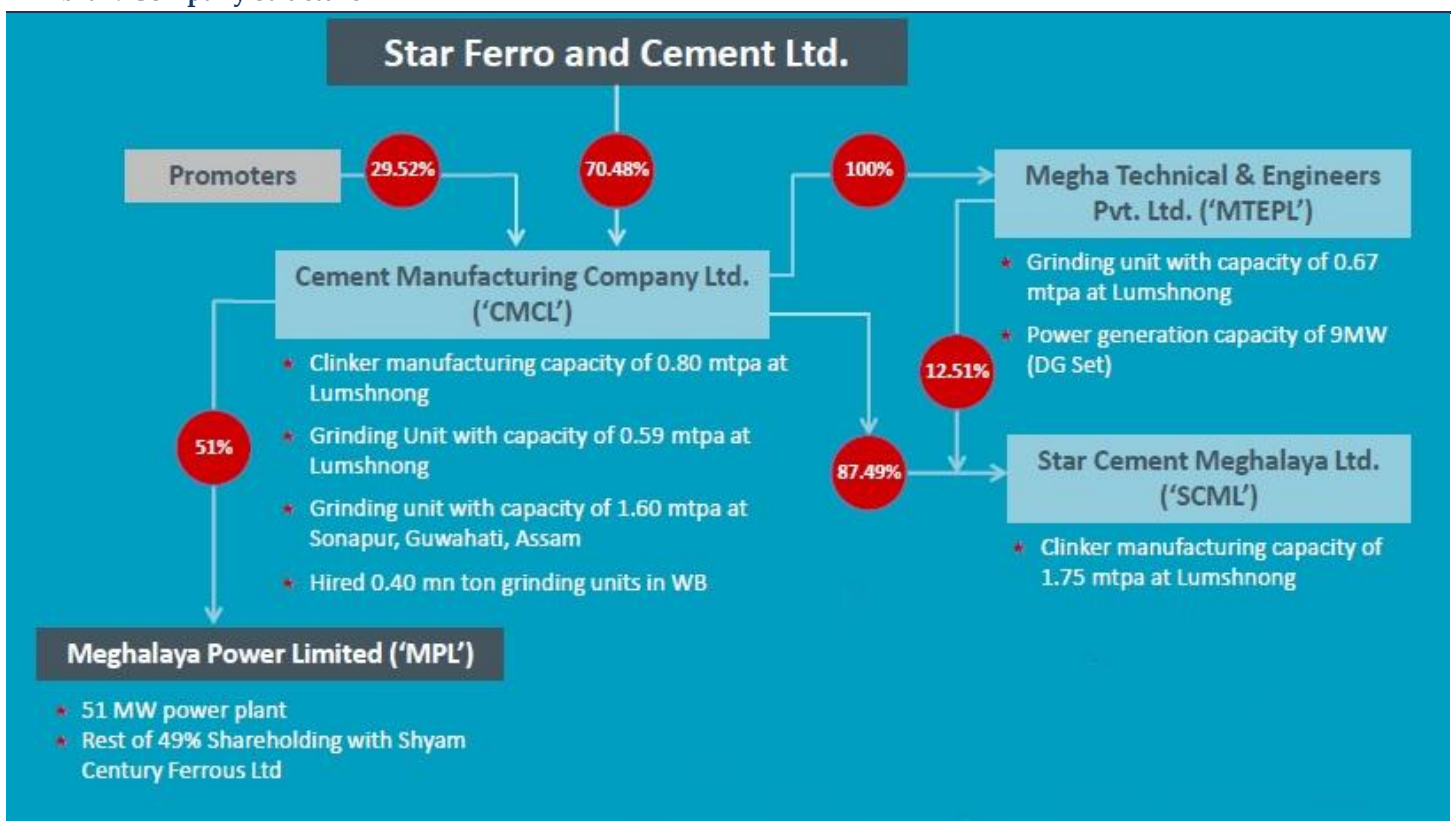 Star Ferro and Cement Ltd.
Promoters
29.52%
70.48%
100%
Megha Technical & Engineers
Pvt. Ltd. ('MTEPL')
Cement Manufacturing Company Ltd.
('CMCL')
Grinding unit with capacity of 0.67
mtpa at Lumshnong
Power generation capacity of 9MW
(DG Set)
Clinker manufacturing capacity of 0.80 mtpa at
Lumshnong
Grinding Unit with capacity of 0.59 mtpa at
Lumshnong
Grinding unit with capacity of 1.60 mtpa at
Sonapur, Guwahati, Assam
Hired 0.40 mn ton grinding units in WB
12.51%
51%
87.49%
Star Cement Meghalaya Ltd.
('SCML')
Clinker manufacturing capacity of
1.75 mtpa at Lumshnong
Meghalaya Power Limited ('MPL')
51 MW power plant
Rest of 49% Shareholding with Shyam
Century Ferrous Ltd